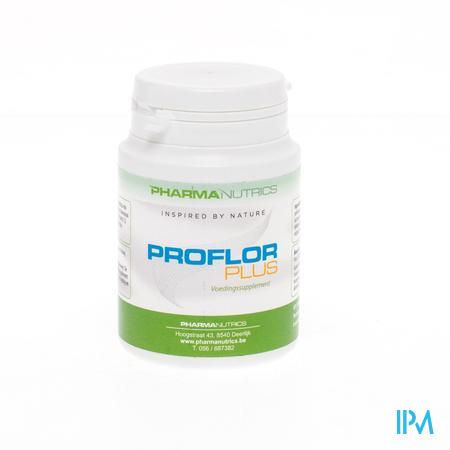 PHARMANUTRICS
INSPIRED BY NATURE
PROFLOR
PLUS
Voedingssupplement
PHARMANUTRICS
Hoogstraat 43, 8540 Deerlijk
www.pharmanutrics.be
T. 056 / 687382
IPM